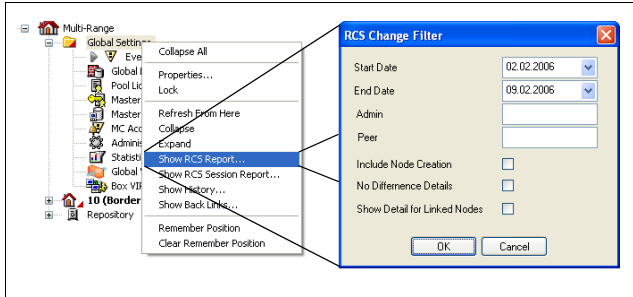 Multi-Range
Global Settings
Eve
Global
Pool Lic
Master
Master
MC Acc
Adminis
Statisti
Global
Box VIP
10 (Border
Repository
Collapse All
Properties...
Lock
Refresh From Here
Collapse
Expand
Show RCS Report...
Show RCS Session Report...
Show History...
Show Back Links...
Remember Position
Clear Remember Position
RCS Change Filter
Start Date
02.02.2006
End Date
09.02.2006
Admin
Peer
Include Node Creation
No Differnence Details
Show Detail for Linked Nodes
OK
Cancel